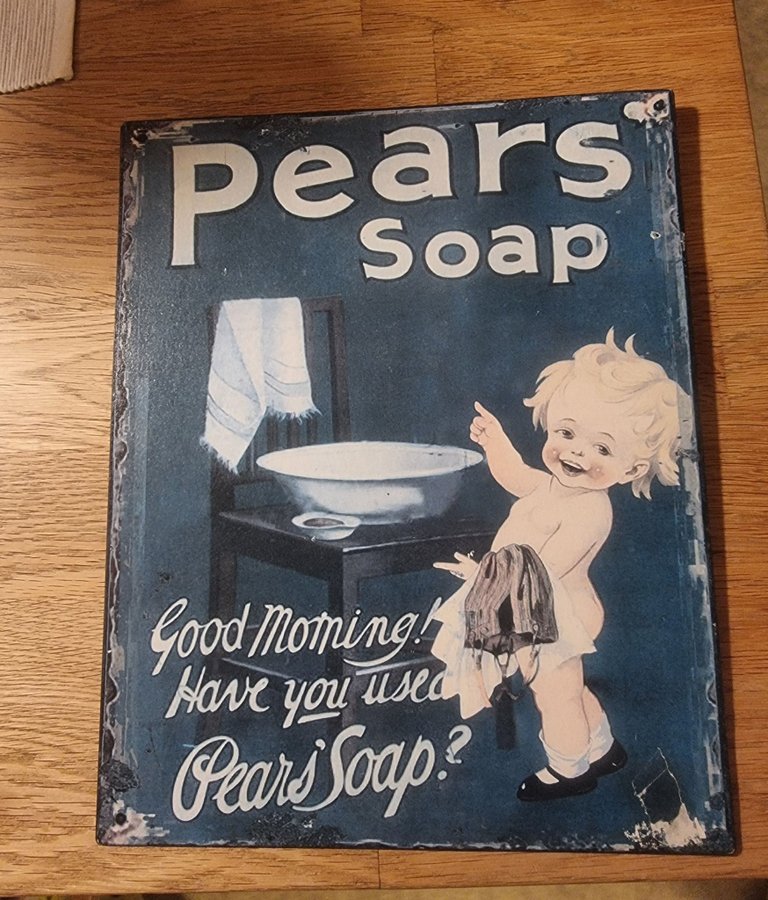 Pears
Soap
Good Morning!
Have you used
Pears' Soap?